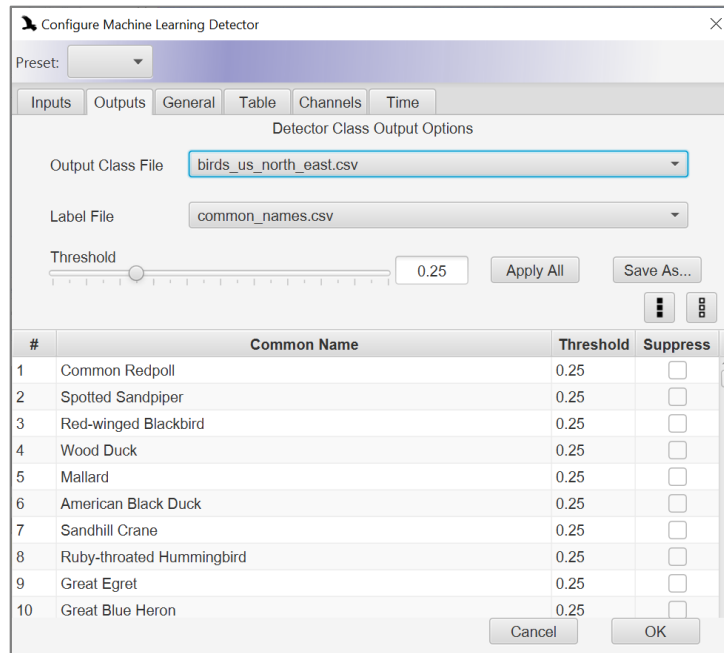 Configure Machine Learning Detector
Preset:
Inputs Outputs General Table Channels Time
Detector Class Output Options
Output Class File birds_us_north_east.csv
Label File common_names.csv
Threshold
0.25 Apply All Save As...
# Common Name Threshold Suppress
1 Common Redpoll 0.25
2 Spotted Sandpiper 0.25
3 Red-winged Blackbird 0.25
4 Wood Duck 0.25
5 Mallard 0.25
6 American Black Duck 0.25
7 Sandhill Crane 0.25
8 Ruby-throated Hummingbird 0.25
9 Great Egret 0.25
10 Great Blue Heron 0.25
Cancel OK